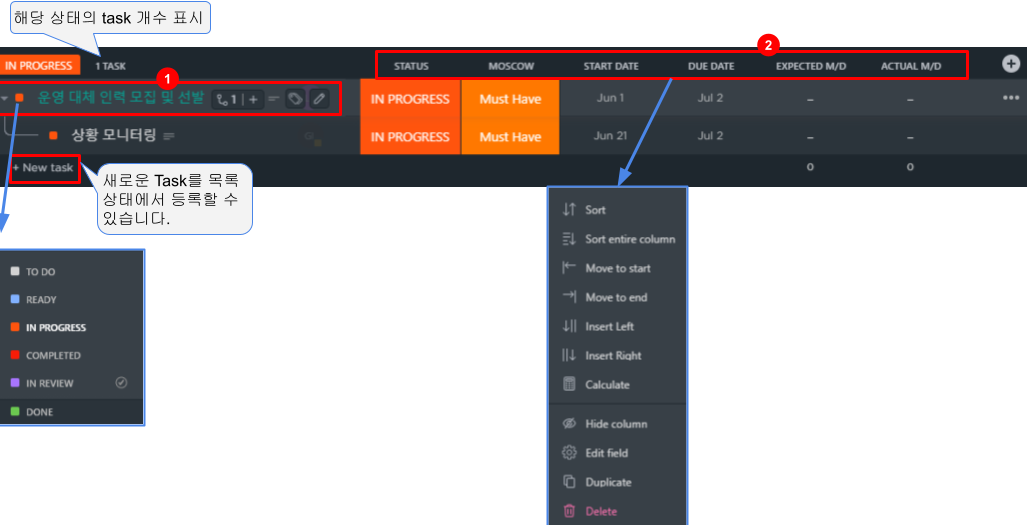 해당 상태의 task 개수 표시
IN PROGRESS 1 TASK STATUS MOSCOW START DATE DUE DATE EXPECTED M/D ACTUAL M/D
1
2
운영 대체 인력 모집 및 선발 1 | + IN PROGRESS Must Have Jun 1 Jul 2 – –
상황 모니터링 IN PROGRESS Must Have Jun 21 Jul 2 – –
+ New task 0 0
새로운 Task를 목록
상태에서 등록할 수
있습니다.
TO DO
READY
IN PROGRESS
COMPLETED
IN REVIEW
DONE
Sort
Sort entire column
Move to start
Move to end
Insert Left
Insert Right
Calculate
Hide column
Edit field
Duplicate
Delete